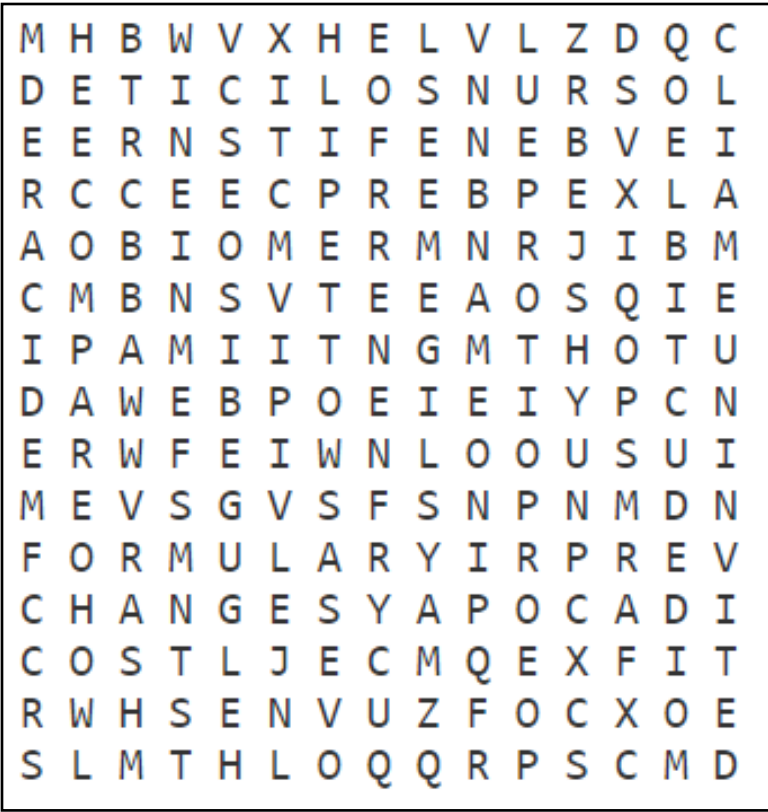 M H B W V X H E L V L Z D Q C
D E T I C I L O S N U R S O L
E E R N S T I F E N E B V E I
R C C E E C P R E B P E X L A
A O B I O M E R M N R J I B M
C M B N S V T E E A O S Q I E
I P A M I I T N G M T H O T U
D A W E B P O E I E I Y P C N
E R W F E I W N L O O U S U I
M E V S G V S F S N P N M D N
F O R M U L A R Y I R P R E V
C H A N G E S Y A P O C A D I
C O S T L J E C M Q E X F I T
R W H S E N V U Z F O C X O E
S L M T H L O Q Q R P S C M D